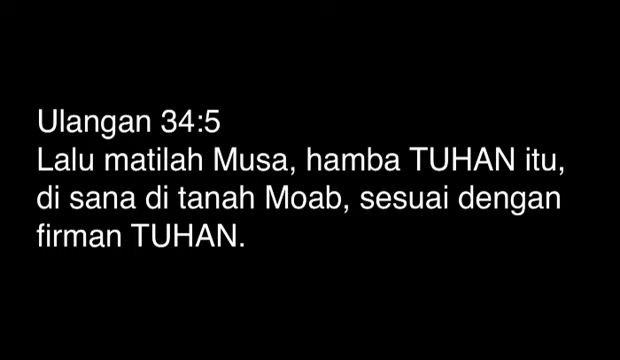 Ulangan 34:5
Lalu matilah Musa, hamba TUHAN itu,
di sana di tanah Moab, sesuai dengan
firman TUHAN.